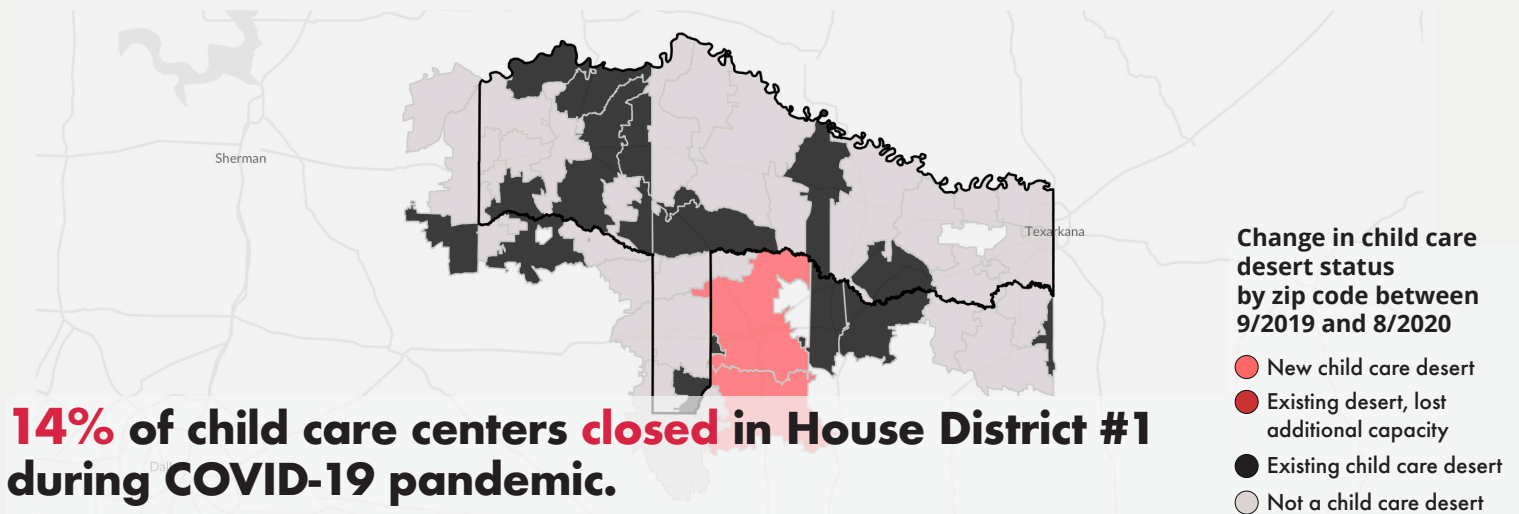 Sherman
Texarkana
Change in child care
desert status
by zip code between
9/2019 and 8/2020
New child care desert
Existing desert, lost
additional capacity
Existing child care desert
Not a child care desert
14% of child care centers closed in House District #1
during COVID-19 pandemic.